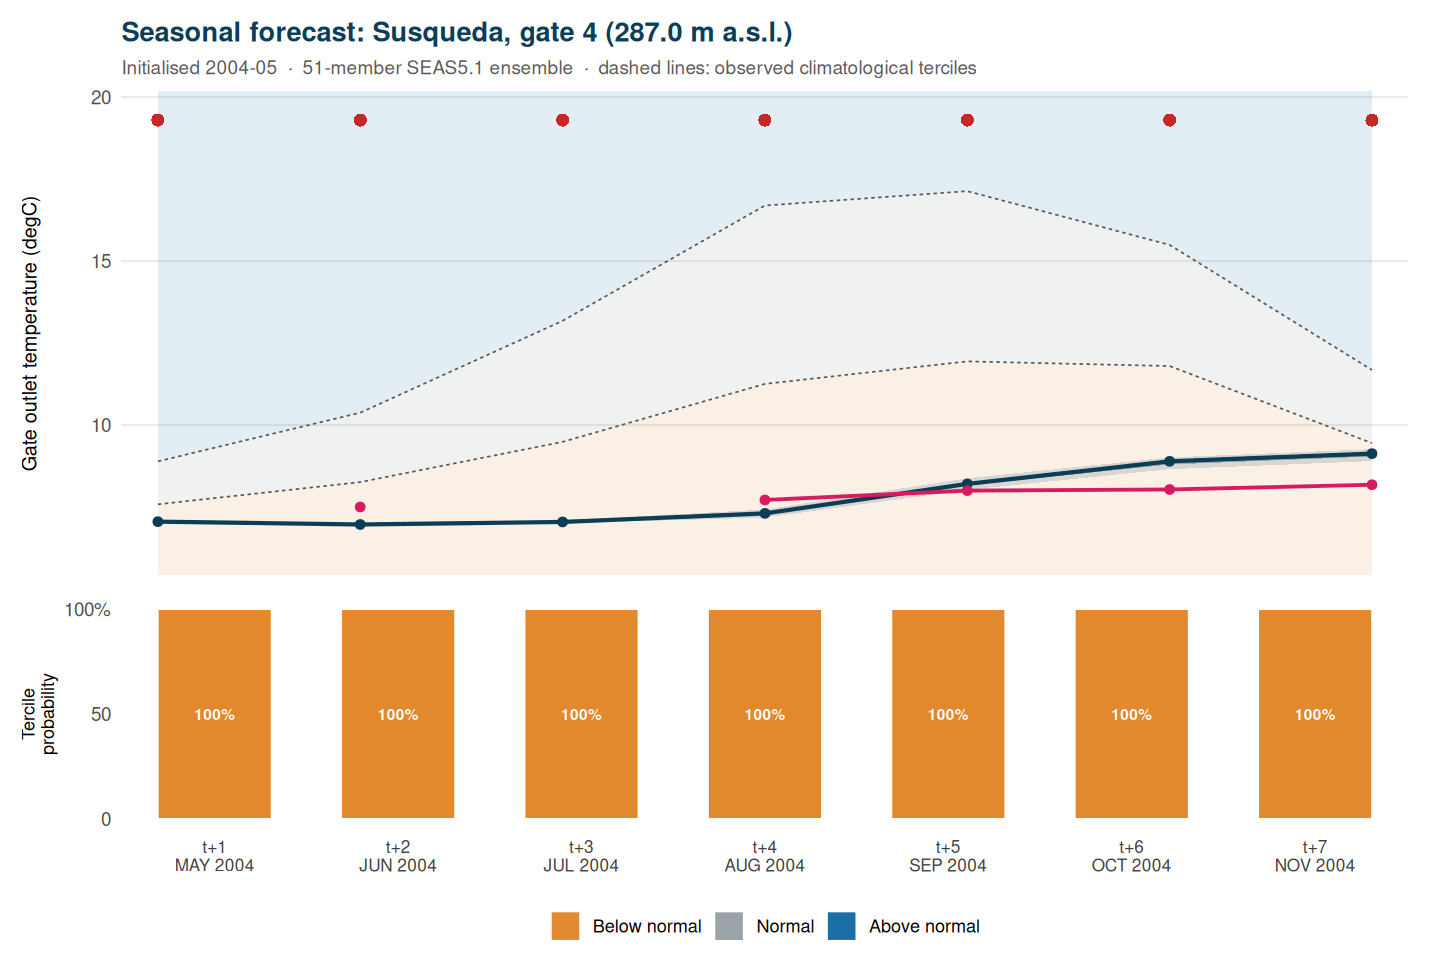 Seasonal forecast: Susqueda, gate 4 (287.0 m a.s.l.)
Initialised 2004-05 · 51-member SEAS5.1 ensemble · dashed lines: observed climatological terciles
Gate outlet temperature (degC)
20
15
10
Tercile
probability
100%
50
0
100% 100% 100% 100% 100% 100% 100%
t+1 t+2 t+3 t+4 t+5 t+6 t+7
MAY 2004 JUN 2004 JUL 2004 AUG 2004 SEP 2004 OCT 2004 NOV 2004
Below normal Normal Above normal